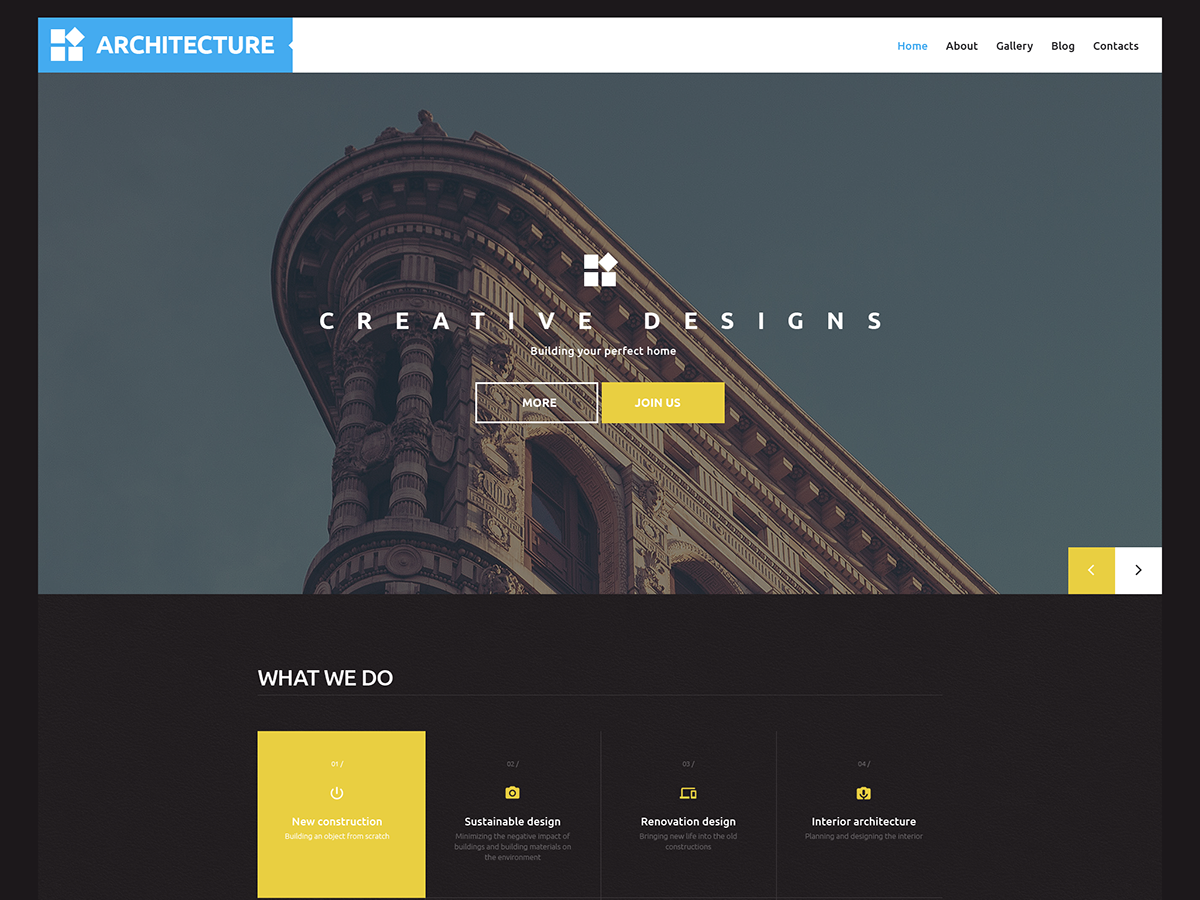 ARCHITECTURE
Home About Gallery Blog Contacts
CREATIVE DESIGNS
Building your perfect home
MORE JOIN US
WHAT WE DO
01 /
New construction
Building an object from scratch
02 /
Sustainable design
Minimizing the negative impact of
buildings and building materials on
the environment
03 /
Renovation design
Bringing new life into the old
constructions
04 /
Interior architecture
Planning and designing the interior